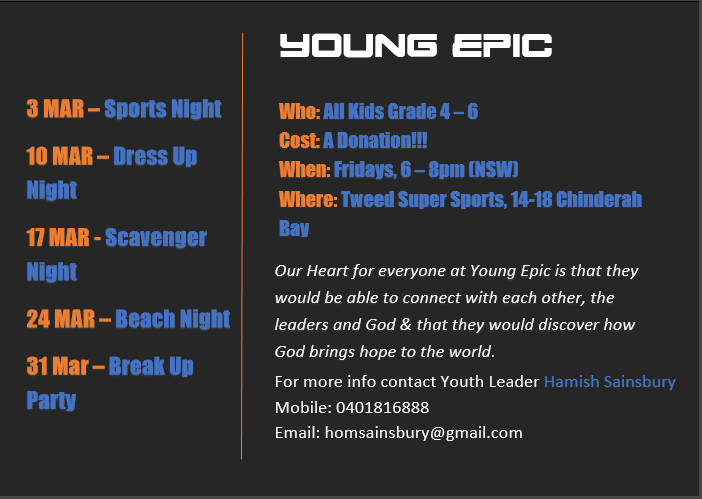 3 MAR – Sports Night
10 MAR – Dress Up
Night
17 MAR - Scavenger
Night
24 MAR – Beach Night
31 Mar – Break Up
Party
YOUNG EPIC
Who: All Kids Grade 4 – 6
Cost: A Donation!!!
When: Fridays, 6 – 8pm (NSW)
Where: Tweed Super Sports, 14-18 Chinderah
Bay
Our Heart for everyone at Young Epic is that they
would be able to connect with each other, the
leaders and God & that they would discover how
God brings hope to the world.
For more info contact Youth Leader Hamish Sainsbury
Mobile: 0401816888
Email: homsainsbury@gmail.com